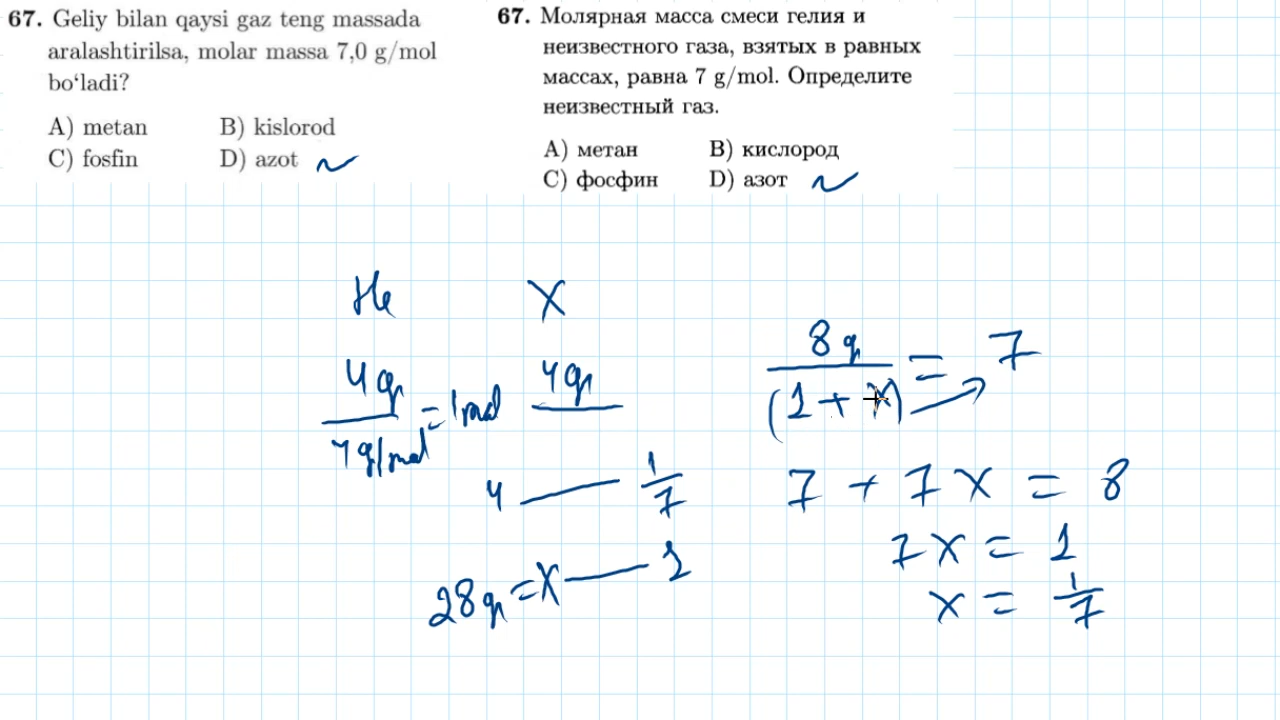 67. Geliy bilan qaysi gaz teng massada
aralashtirilsa, molar massa 7,0 g/mol
bo‘ladi?
A) metan B) kislorod
C) fosfin D) azot
67. Молярная масса смеси гелия и
неизвестного газа, взятых в равных
массах, равна 7 g/mol. Определите
неизвестный газ.
A) метан B) кислород
C) фосфин D) азот
He X
4g
4g/mol
= 1 mol
4g
4 — 1/7
28g = X — 1
8g
(1 + x)
= 7
7 + 7x = 8
7x = 1
x = 1/7